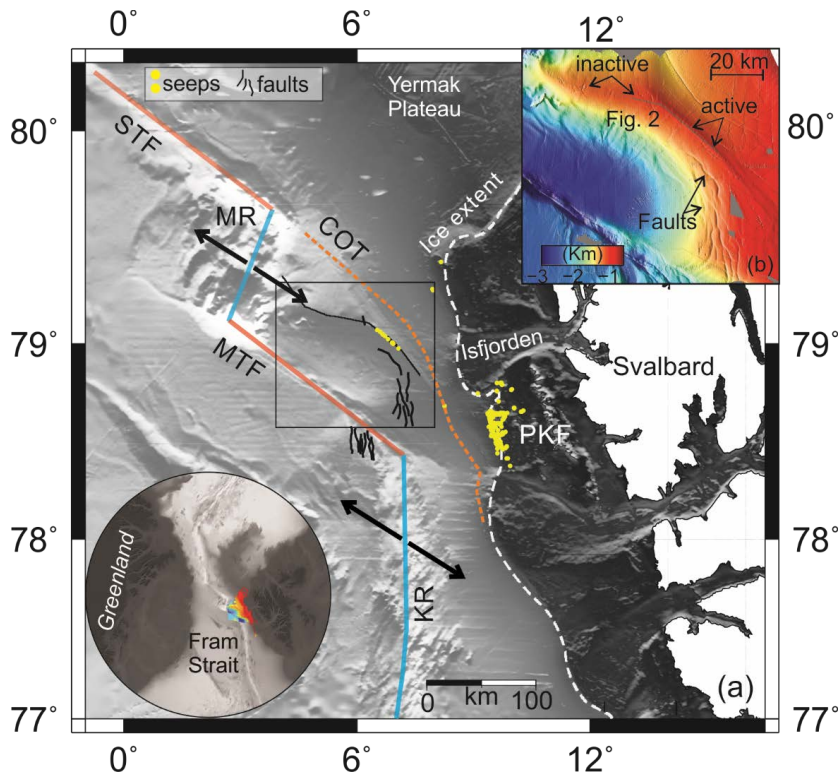 0°
6°
12°
seeps
faults
Yermak
Plateau
inactive
20 km
active
Fig. 2
Faults
(Km)
−3
−2
−1
(b)
80°
80°
STF
MR
COT
Ice extent
79°
79°
MTF
Isfjorden
Svalbard
PKF
78°
78°
Greenland
Fram
Strait
KR
0
km
100
(a)
77°
77°
0°
6°
12°